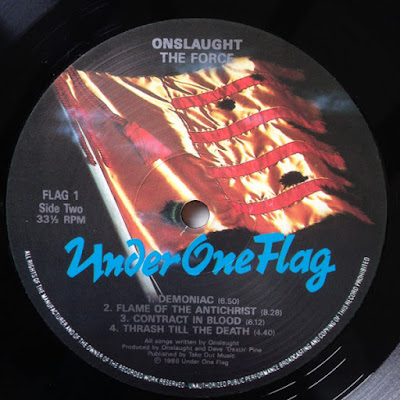 ONSLAUGHT
THE FORCE
FLAG 1
Side Two
33⅓ RPM
Under One Flag
1. DEMONIAC (6.50)
2. FLAME OF THE ANTICHRIST (8.28)
3. CONTRACT IN BLOOD (6.12)
4. THRASH TILL THE DEATH (4.40)
All songs written by Onslaught
Produced by Onslaught and Dave 'Death' Pine
Published by Take Out Music
℗ 1986 Under One Flag
ALL RIGHTS OF THE MANUFACTURER AND OF THE OWNER OF THE RECORDED WORK RESERVED - UNAUTHORIZED PUBLIC PERFORMANCE BROADCASTING AND COPYING OF THIS RECORD PROHIBITED